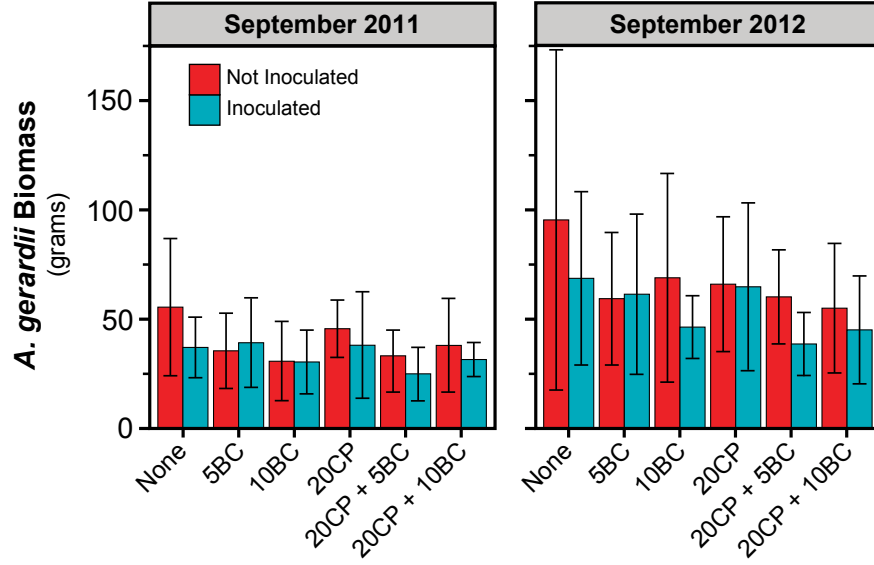 September 2011
September 2012
Not Inoculated
Inoculated
A. gerardii Biomass
(grams)
150
100
50
0
None
5BC
10BC
20CP
20CP + 5BC
20CP + 10BC
None
5BC
10BC
20CP
20CP + 5BC
20CP + 10BC